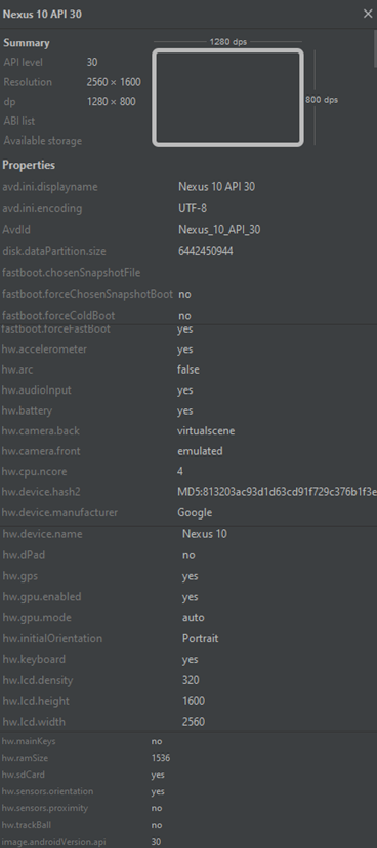 Nexus 10 API 30
Summary
1280 dps
API level 30
Resolution 2560 × 1600
dp 1280 × 800
800 dps
ABI list
Available storage
Properties
avd.ini.displayname Nexus 10 API 30
avd.ini.encoding UTF-8
AvdId Nexus_10_API_30
disk.dataPartition.size 6442450944
fastboot.chosenSnapshotFile
fastboot.forceChosenSnapshotBoot no
fastboot.forceColdBoot no
fastboot.forceFastBoot yes
hw.accelerometer yes
hw.arc false
hw.audioInput yes
hw.battery yes
hw.camera.back virtualscene
hw.camera.front emulated
hw.cpu.ncore 4
hw.device.hash2 MD5:813203ac93d1d63cd91f729c376b1f3e
hw.device.manufacturer Google
hw.device.name Nexus 10
hw.dPad no
hw.gps yes
hw.gpu.enabled yes
hw.gpu.mode auto
hw.initialOrientation Portrait
hw.keyboard yes
hw.lcd.density 320
hw.lcd.height 1600
hw.lcd.width 2560
hw.mainKeys no
hw.ramSize 1536
hw.sdCard yes
hw.sensors.orientation yes
hw.sensors.proximity no
hw.trackBall no
image.androidVersion.api 30